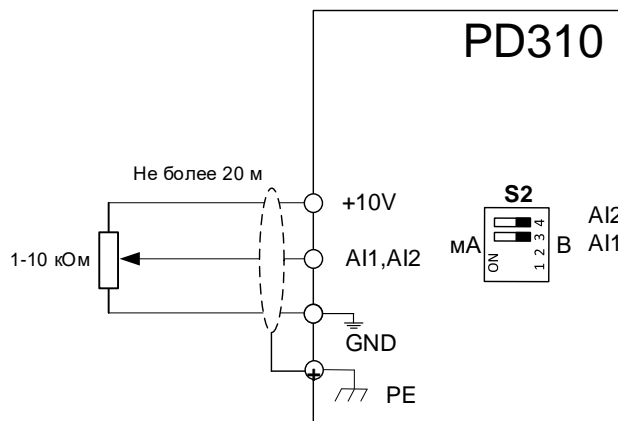 PD310
Не более 20 м
+10V
1-10 кОм
AI1,AI2
GND
PE
S2
мА
ON
1 2 3 4
В
AI2
AI1